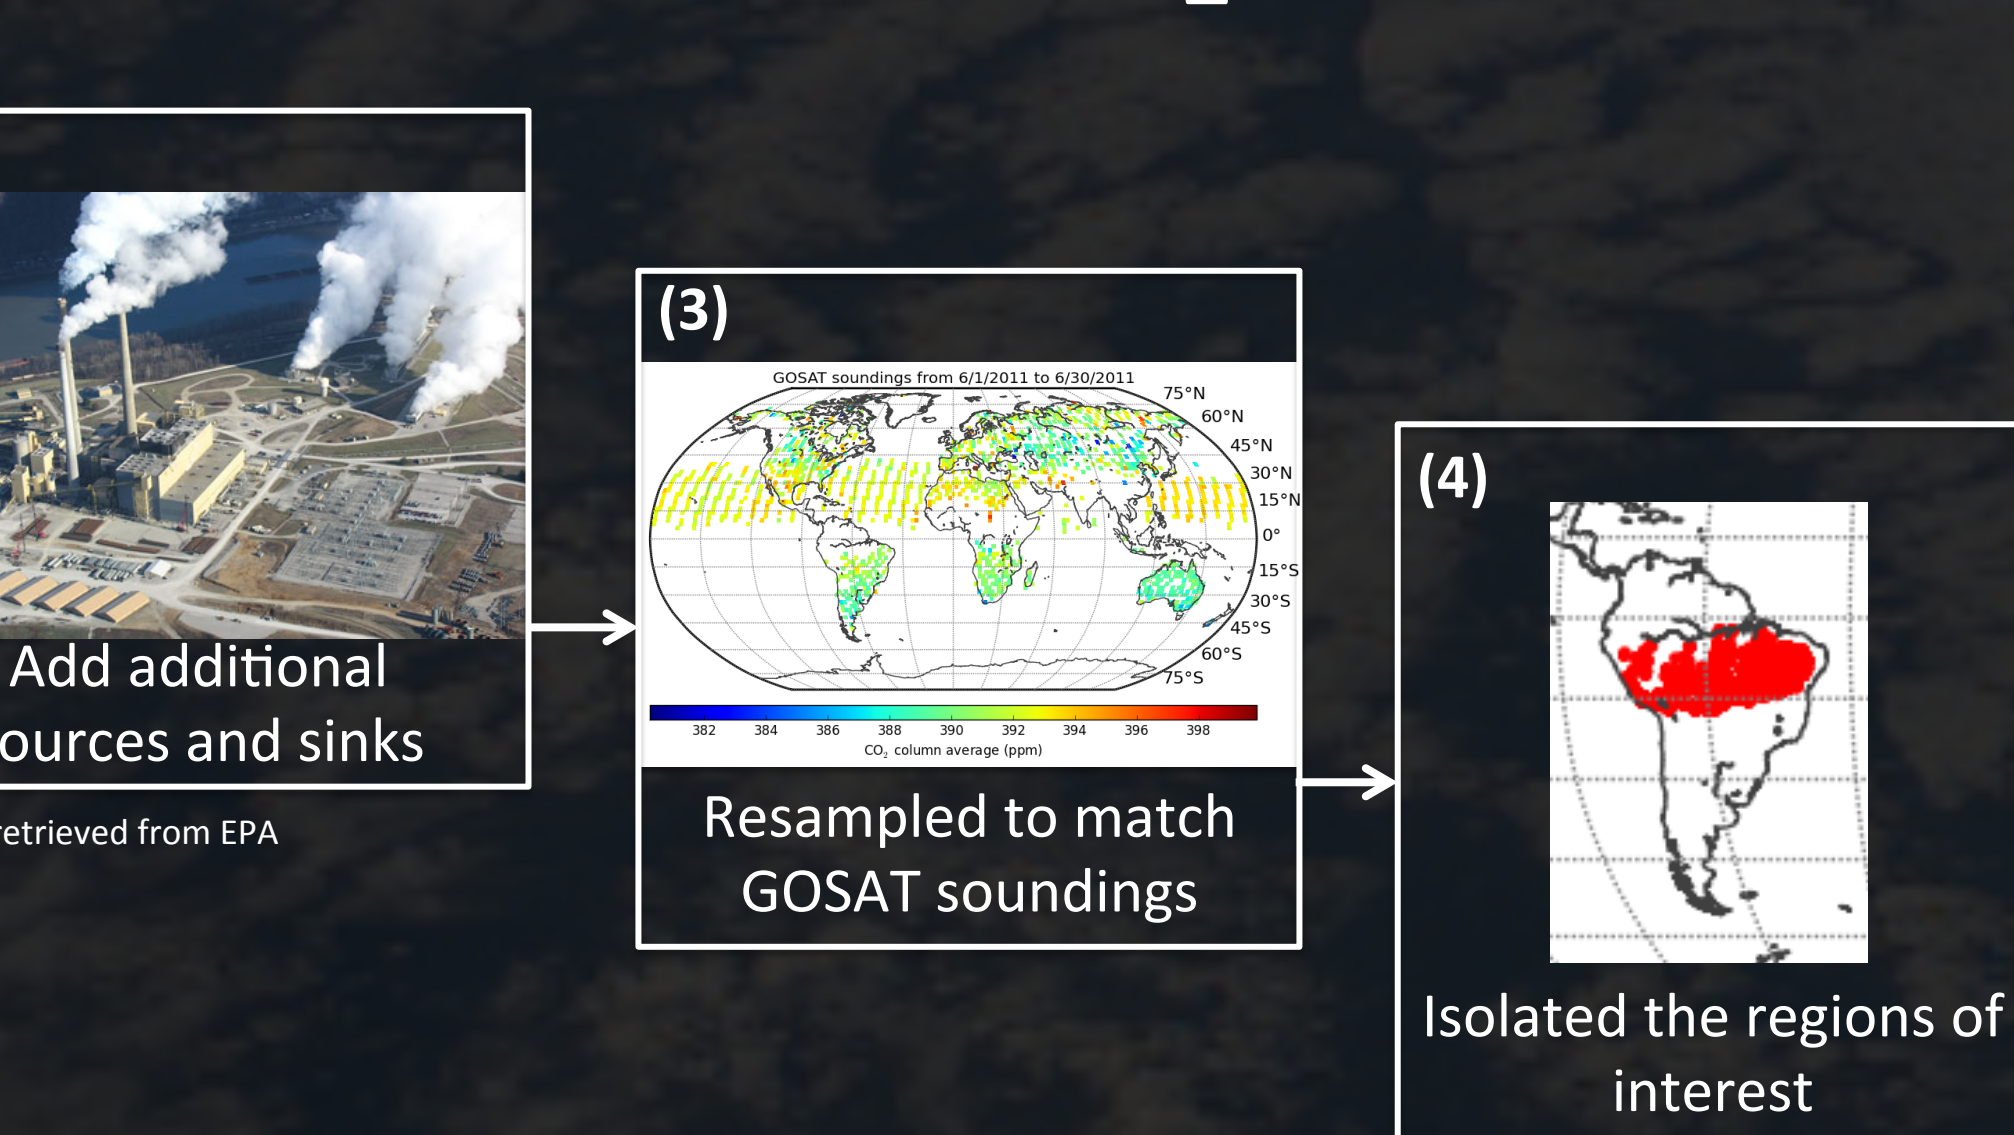 Add additional
ources and sinks
retrieved from EPA
(3)
GOSAT soundings from 6/1/2011 to 6/30/2011
75°N
60°N
45°N
30°N
15°N
0°
15°S
30°S
45°S
60°S
75°S
382 384 386 388 390 392 394 396 398
CO₂ column average (ppm)
Resampled to match
GOSAT soundings
(4)
Isolated the regions of
interest